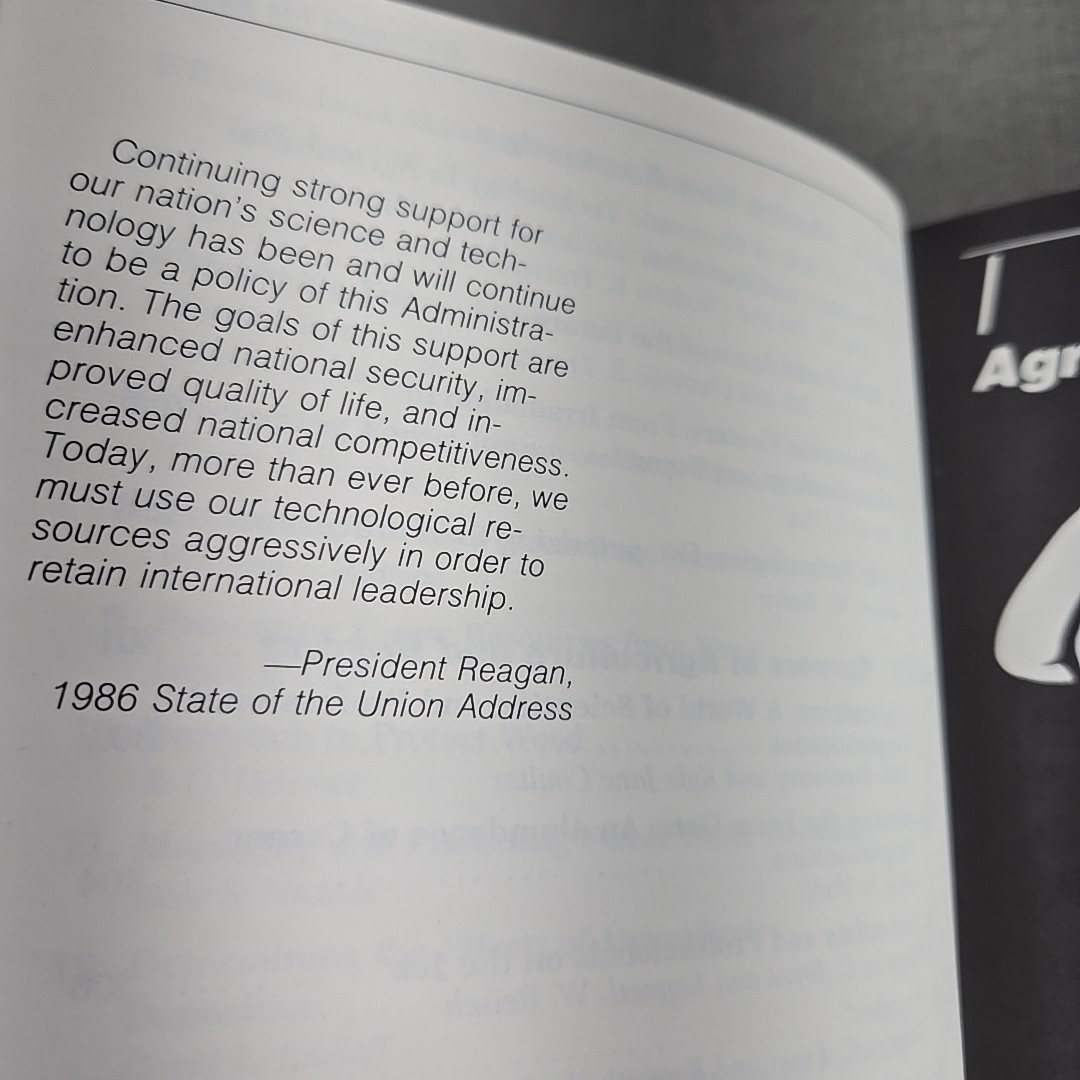 Continuing strong support for
our nation's science and tech-
nology has been and will continue
to be a policy of this Administra-
tion. The goals of this support are
enhanced national security, im-
proved quality of life, and in-
creased national competitiveness.
Today, more than ever before, we
must use our technological re-
sources aggressively in order to
retain international leadership.
—President Reagan,
1986 State of the Union Address
Agr